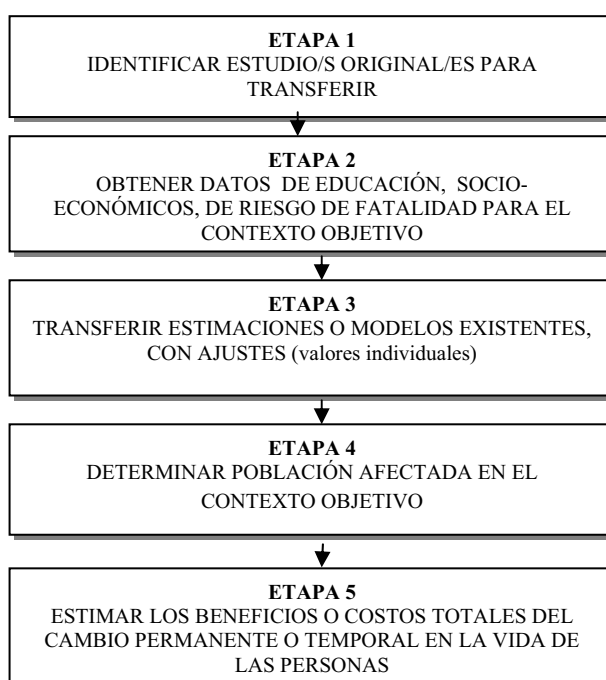 ETAPA 1
IDENTIFICAR ESTUDIO/S ORIGINAL/ES PARA
TRANSFERIR
ETAPA 2
OBTENER DATOS DE EDUCACIÓN, SOCIO-
ECONÓMICOS, DE RIESGO DE FATALIDAD PARA EL
CONTEXTO OBJETIVO
ETAPA 3
TRANSFERIR ESTIMACIONES O MODELOS EXISTENTES,
CON AJUSTES (valores individuales)
ETAPA 4
DETERMINAR POBLACIÓN AFECTADA EN EL
CONTEXTO OBJETIVO
ETAPA 5
ESTIMAR LOS BENEFICIOS O COSTOS TOTALES DEL
CAMBIO PERMANENTE O TEMPORAL EN LA VIDA DE
LAS PERSONAS